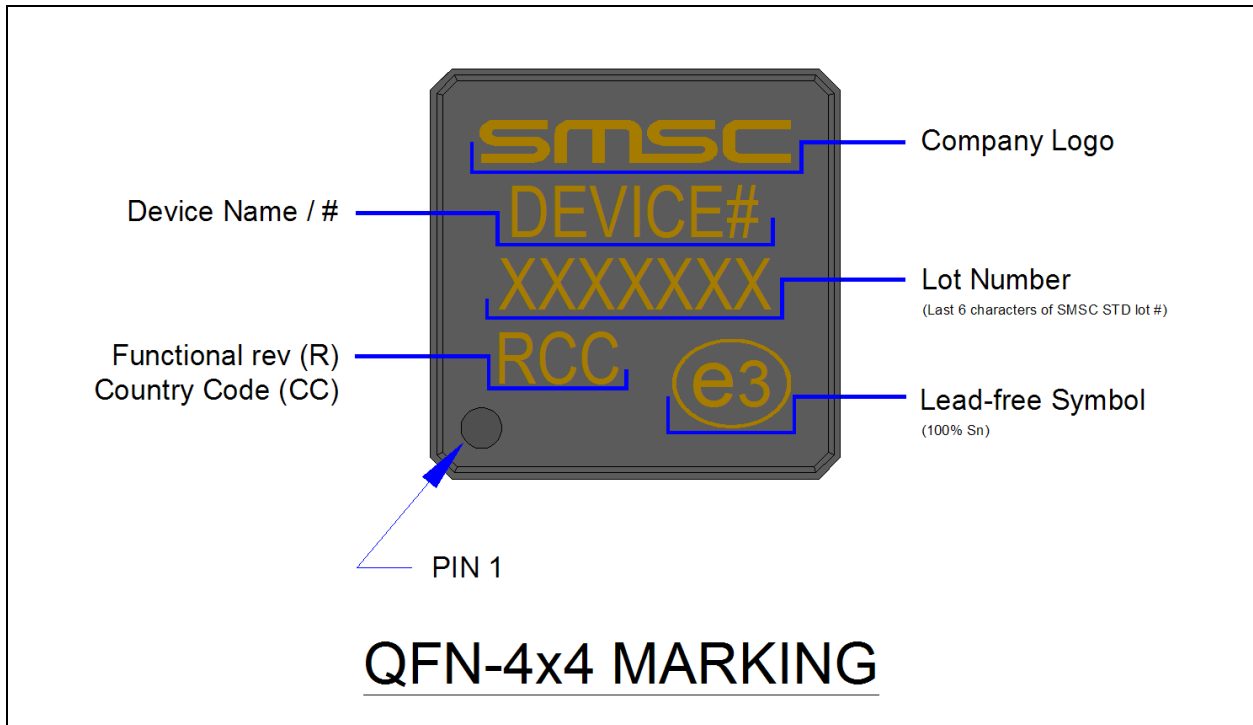 smsc
Company Logo
Device Name / #
DEVICE#
XXXXXXX
Lot Number
(Last 6 characters of SMSC STD lot #)
Functional rev (R)
Country Code (CC)
RCC
e3
Lead-free Symbol
(100% Sn)
PIN 1
QFN-4x4 MARKING